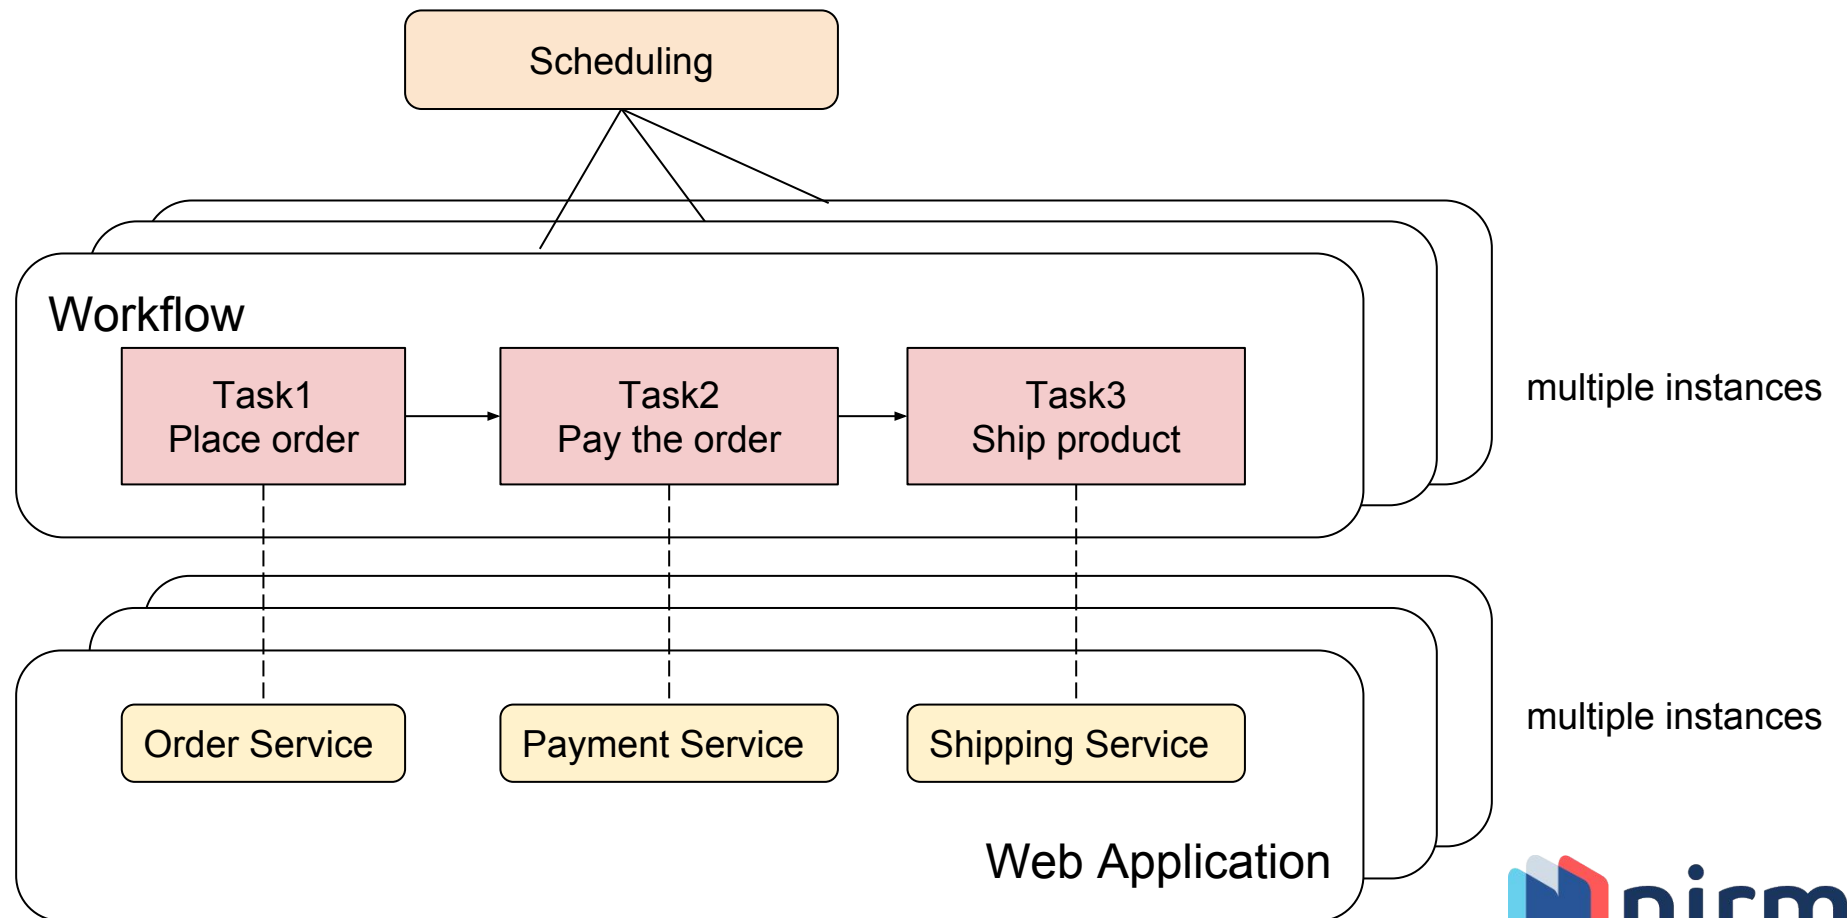 Scheduling
Workflow
Task1
Place order
Task2
Pay the order
Task3
Ship product
multiple instances
Order Service
Payment Service
Shipping Service
multiple instances
Web Application